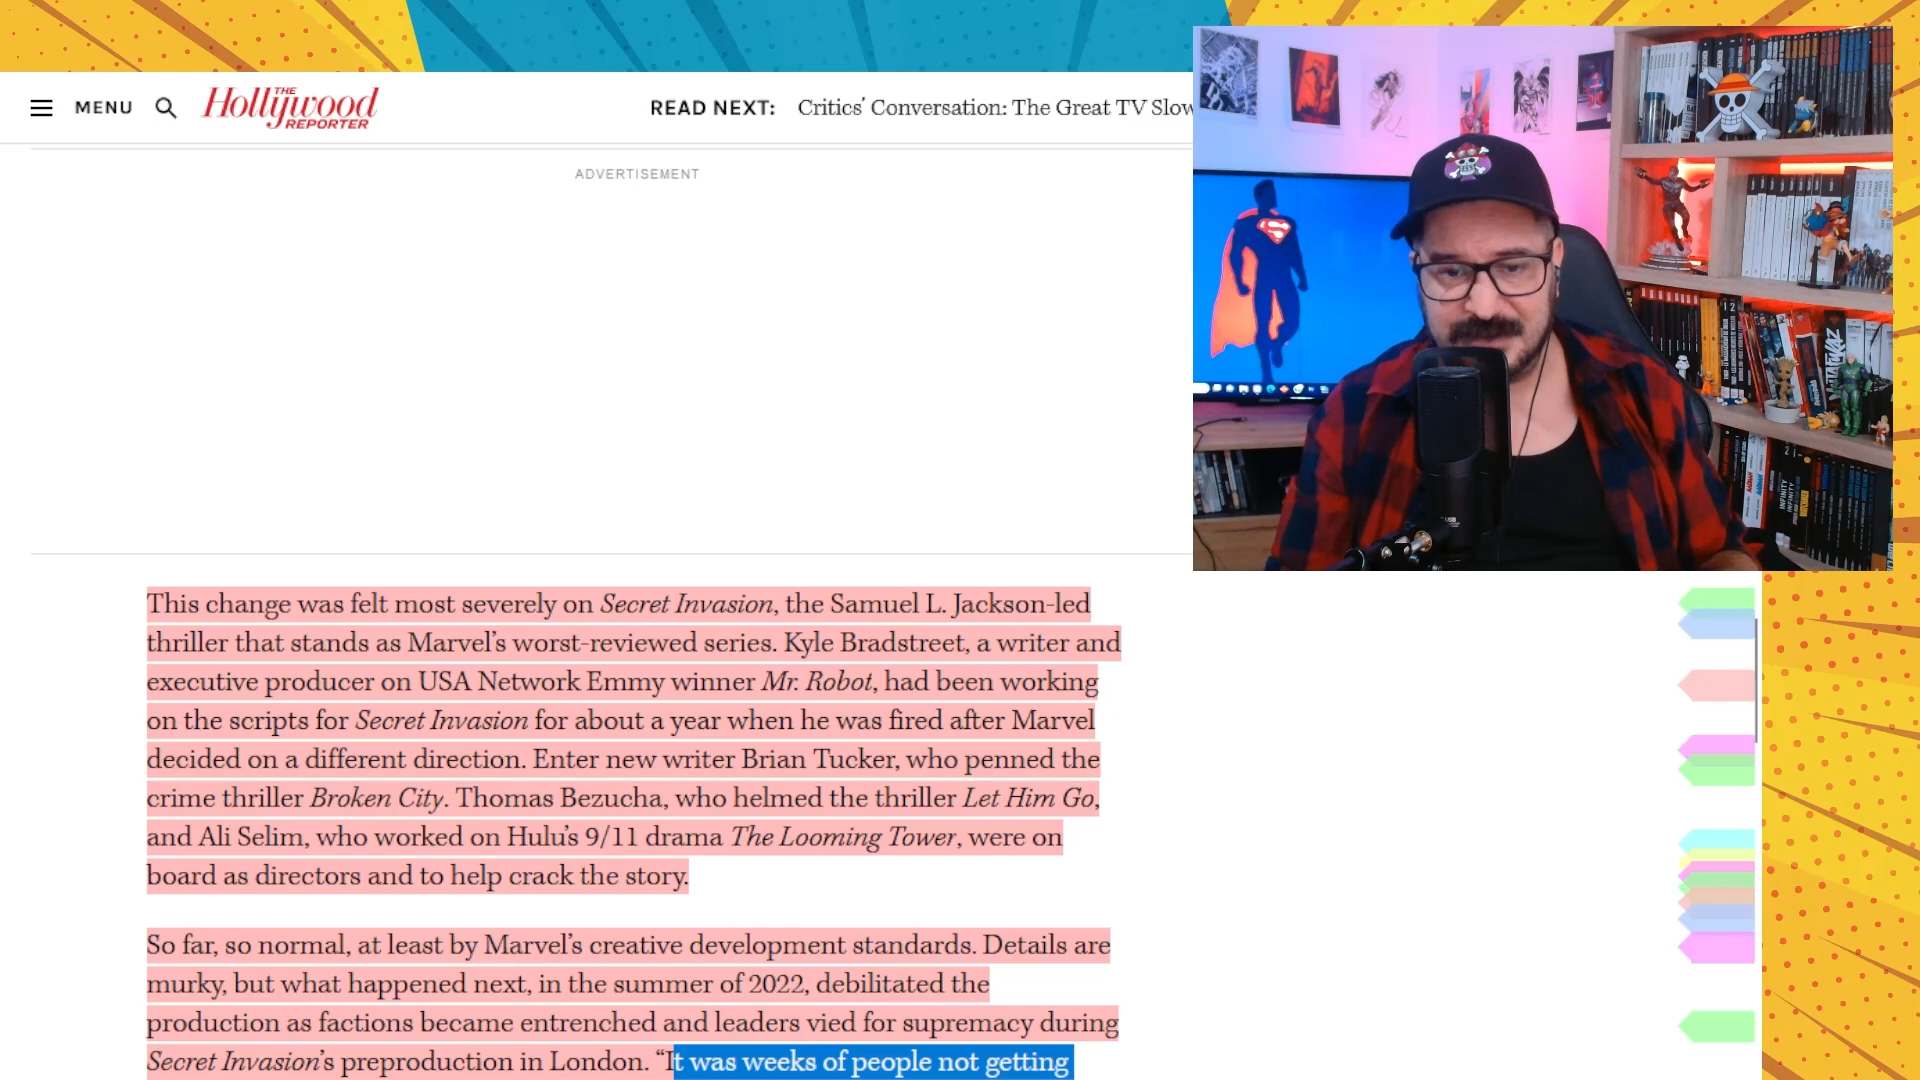 MENU
THE
Hollywood
REPORTER
READ NEXT: Critics' Conversation: The Great TV Slow
ADVERTISEMENT
This change was felt most severely on Secret Invasion, the Samuel L. Jackson-led
thriller that stands as Marvel's worst-reviewed series. Kyle Bradstreet, a writer and
executive producer on USA Network Emmy winner Mr. Robot, had been working
on the scripts for Secret Invasion for about a year when he was fired after Marvel
decided on a different direction. Enter new writer Brian Tucker, who penned the
crime thriller Broken City. Thomas Bezucha, who helmed the thriller Let Him Go,
and Ali Selim, who worked on Hulu's 9/11 drama The Looming Tower, were on
board as directors and to help crack the story.
So far, so normal, at least by Marvel's creative development standards. Details are
murky, but what happened next, in the summer of 2022, debilitated the
production as factions became entrenched and leaders vied for supremacy during
Secret Invasion's preproduction in London. “It was weeks of people not getting
INFINITY